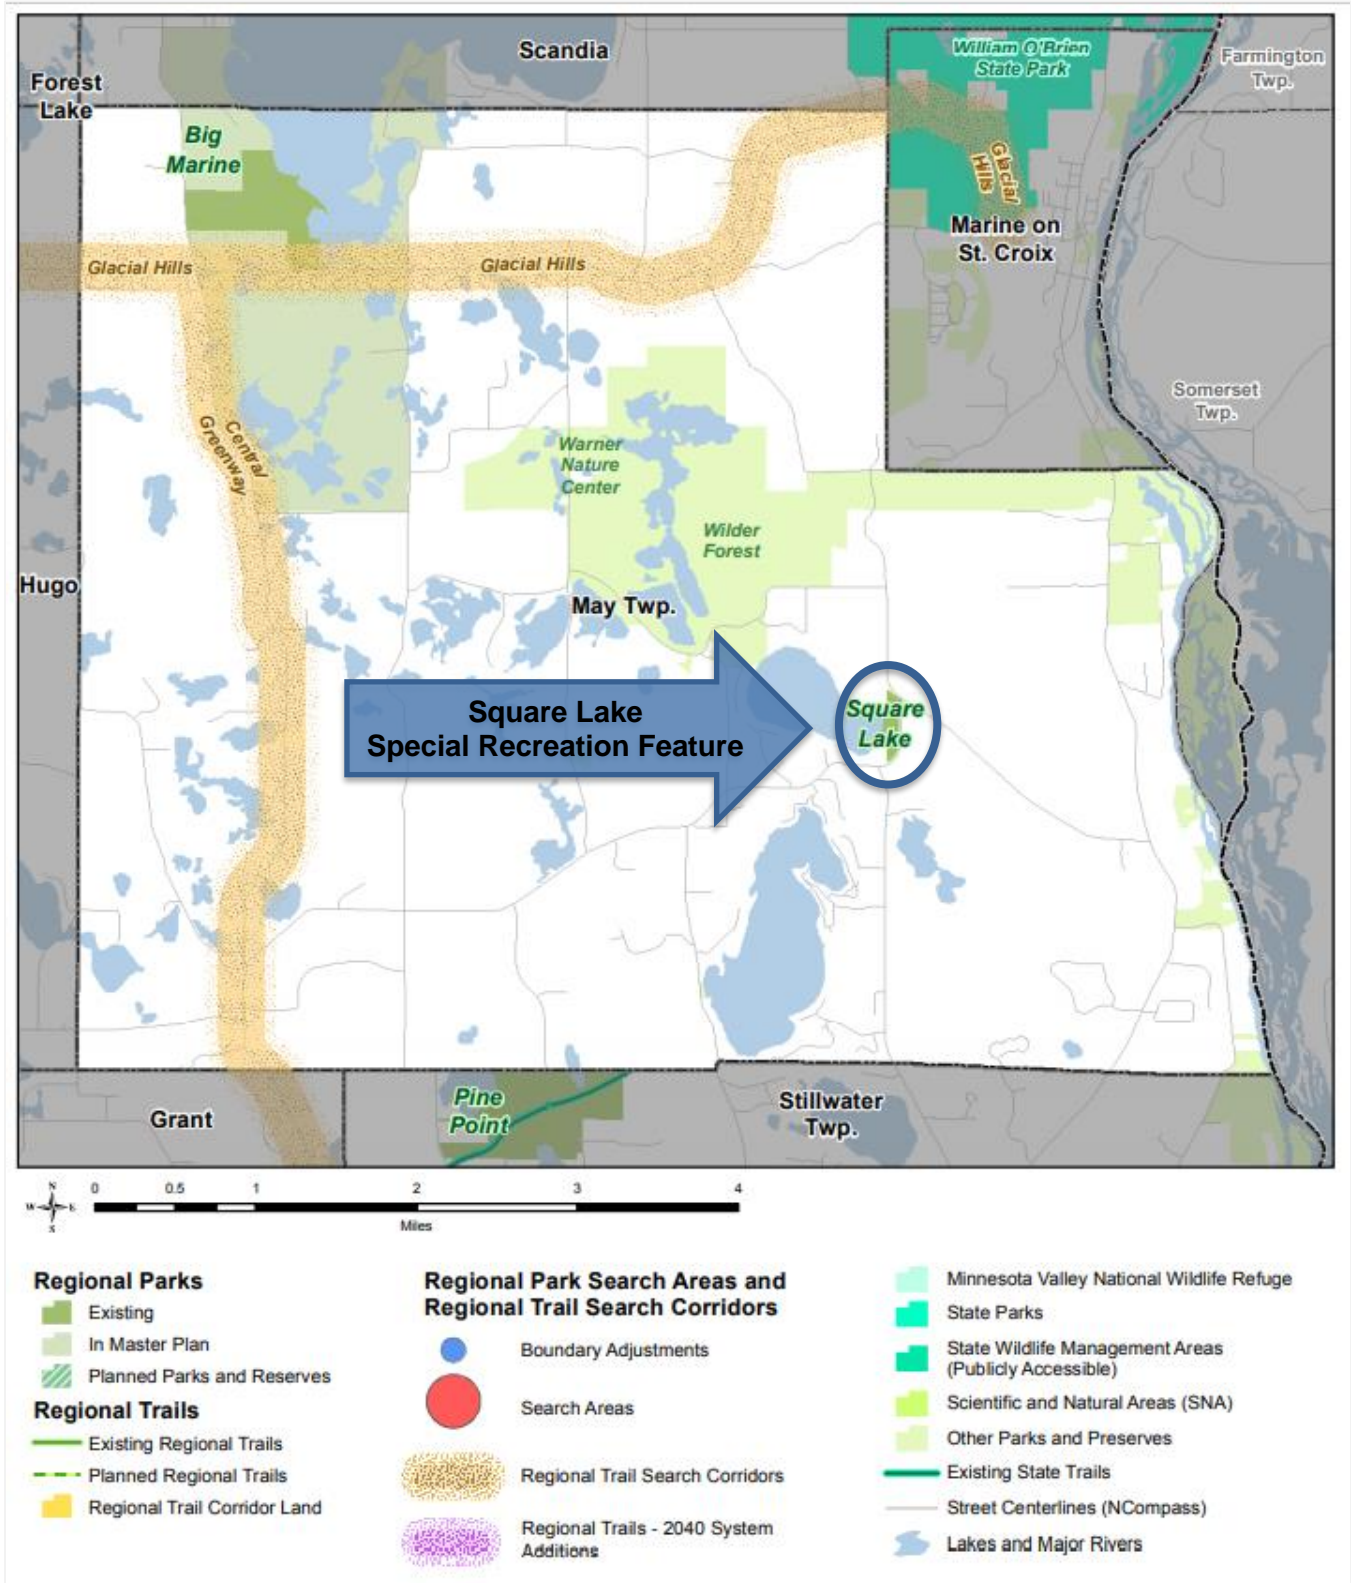 Scandia
William O'Brien
State Park
Farmington
Twp.
Forest
Lake
Big
Marine
Glacial
Hills
Marine on
St. Croix
Glacial Hills
Glacial Hills
Somerset
Twp.
Central
Greenway
Warner
Nature
Center
Wilder
Forest
Hugo
May Twp.
Square Lake
Special Recreation Feature
Square
Lake
Grant
Pine
Point
Stillwater
Twp.
N
W E
S
0 0.5 1 2 3 4
Miles
Regional Parks
Existing
In Master Plan
Planned Parks and Reserves
Regional Trails
Existing Regional Trails
Planned Regional Trails
Regional Trail Corridor Land
Regional Park Search Areas and
Regional Trail Search Corridors
Boundary Adjustments
Search Areas
Regional Trail Search Corridors
Regional Trails - 2040 System
Additions
Minnesota Valley National Wildlife Refuge
State Parks
State Wildlife Management Areas
(Publicly Accessible)
Scientific and Natural Areas (SNA)
Other Parks and Preserves
Existing State Trails
Street Centerlines (NCompass)
Lakes and Major Rivers